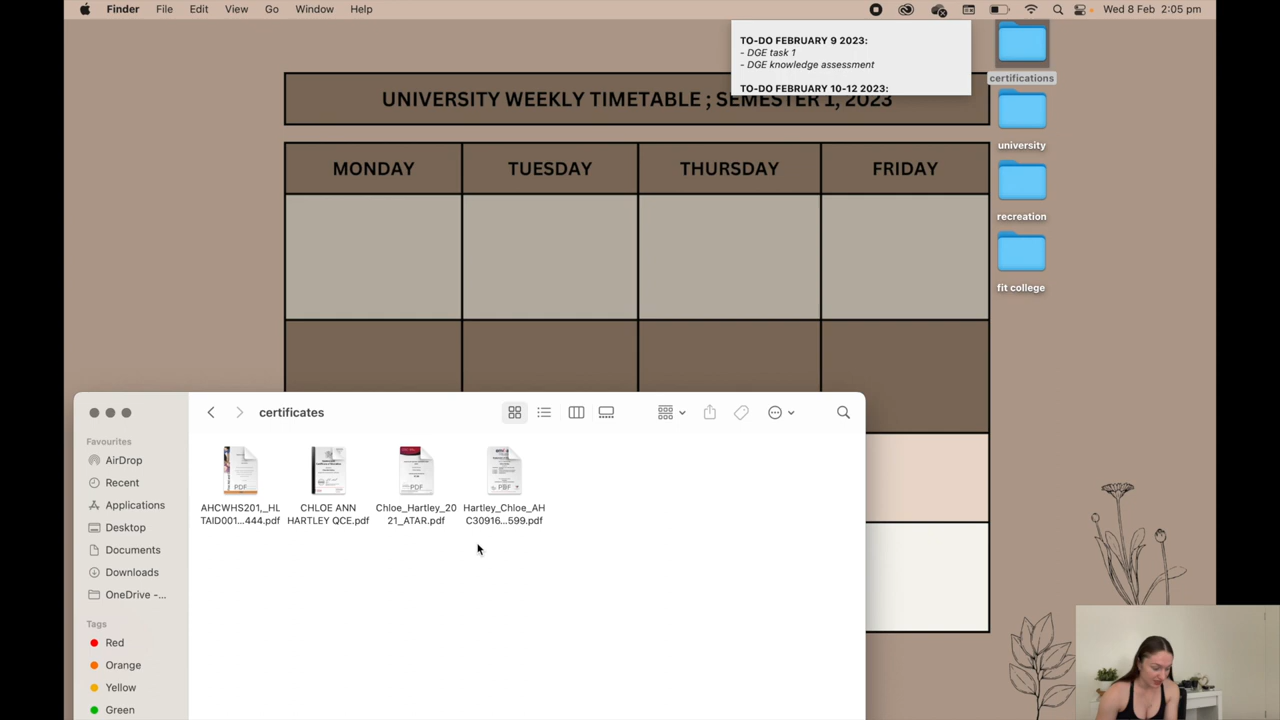 Finder File Edit View Go Window Help Wed 8 Feb 2:05 pm
TO-DO FEBRUARY 9 2023:
- DGE task 1
- DGE knowledge assessment
TO-DO FEBRUARY 10-12 2023:
certifications
UNIVERSITY WEEKLY TIMETABLE ; SEMESTER 1, 2023
university
MONDAY TUESDAY THURSDAY FRIDAY
recreation
fit college
certificates
Favourites
AirDrop
Recent
Applications
Desktop
Documents
Downloads
OneDrive -...
Tags
Red
Orange
Yellow
Green
PDF PDF PDF PDF
AHCWHS201,_HL
TAID001...444.pdf
CHLOE ANN
HARTLEY QCE.pdf
Chloe_Hartley_20
21_ATAR.pdf
Hartley_Chloe_AH
C30916...599.pdf